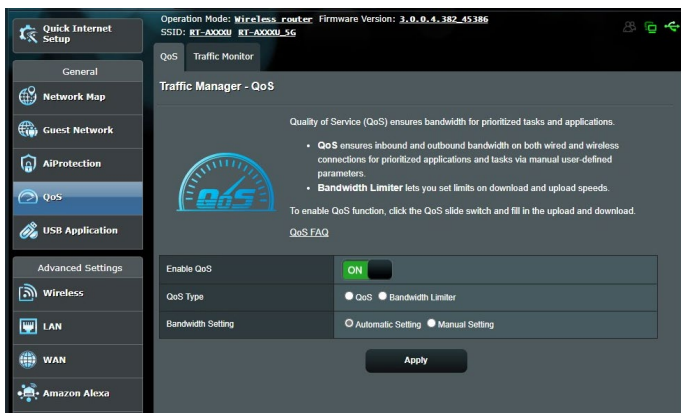 Quick Internet
Setup
Operation Mode: Wireless router Firmware Version: 3.0.0.4.382_45386
SSID: RT-AXXXU RT-AXXXU_5G
QoS Traffic Monitor
General
Network Map
Guest Network
AiProtection
QoS
USB Application
Advanced Settings
Wireless
LAN
WAN
Amazon Alexa
Traffic Manager - QoS
QoS
Quality of Service (QoS) ensures bandwidth for prioritized tasks and applications.
• QoS ensures inbound and outbound bandwidth on both wired and wireless
connections for prioritized applications and tasks via manual user-defined
parameters.
• Bandwidth Limiter lets you set limits on download and upload speeds.
To enable QoS function, click the QoS slide switch and fill in the upload and download.
QoS FAQ
Enable QoS ON
QoS Type QoS Bandwidth Limiter
Bandwidth Setting Automatic Setting Manual Setting
Apply